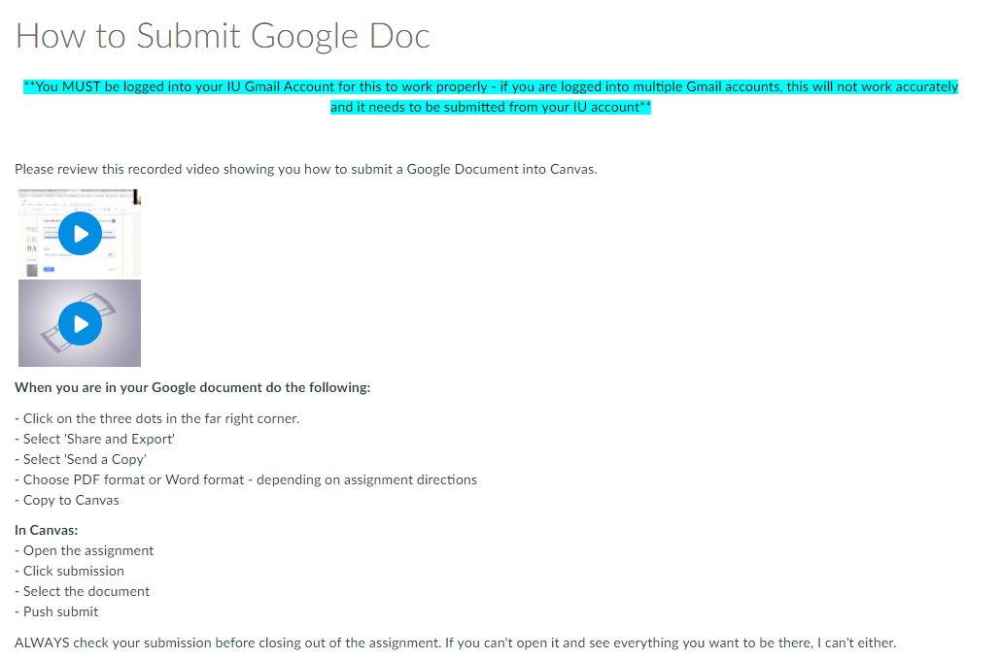 How to Submit Google Doc
**You MUST be logged into your IU Gmail Account for this to work properly - if you are logged into multiple Gmail accounts, this will not work accurately
and it needs to be submitted from your IU account**
Please review this recorded video showing you how to submit a Google Document into Canvas.
When you are in your Google document do the following:
- Click on the three dots in the far right corner.
- Select 'Share and Export'
- Select 'Send a Copy'
- Choose PDF format or Word format - depending on assignment directions
- Copy to Canvas
In Canvas:
- Open the assignment
- Click submission
- Select the document
- Push submit
ALWAYS check your submission before closing out of the assignment. If you can't open it and see everything you want to be there, I can't either.